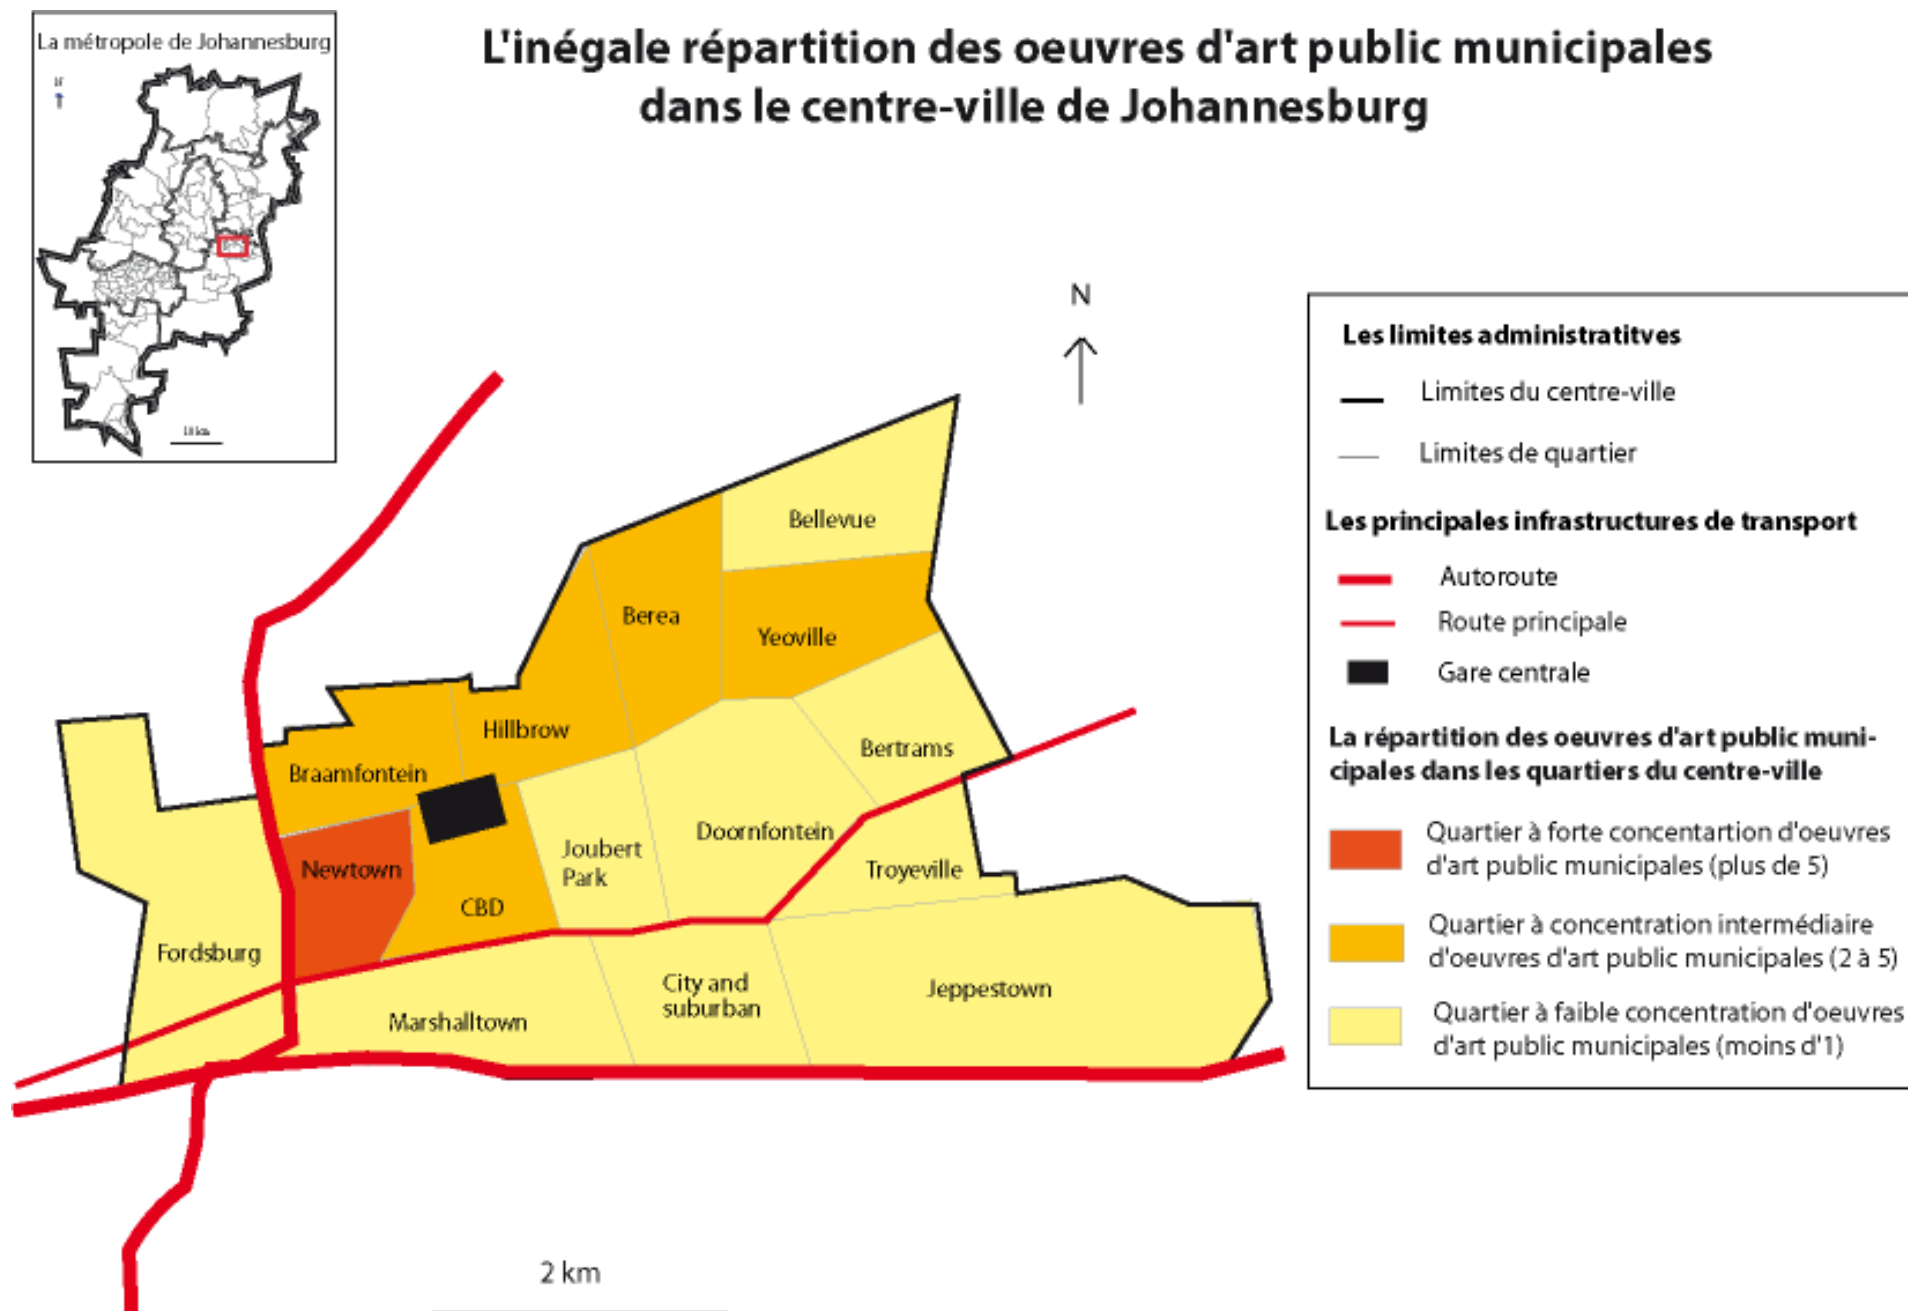 La métropole de Johannesburg
N
10 km
L'inégale répartition des oeuvres d'art public municipales
dans le centre-ville de Johannesburg
N
Bellevue
Berea
Yeoville
Hillbrow
Bertrams
Braamfontein
Doornfontein
Joubert
Park
Newtown
Troyeville
CBD
Fordsburg
City and
suburban
Jeppestown
Marshalltown
2 km
Les limites administratitves
Limites du centre-ville
Limites de quartier
Les principales infrastructures de transport
Autoroute
Route principale
Gare centrale
La répartition des oeuvres d'art public muni-
cipales dans les quartiers du centre-ville
Quartier à forte concentartion d'oeuvres
d'art public municipales (plus de 5)
Quartier à concentration intermédiaire
d'oeuvres d'art public municipales (2 à 5)
Quartier à faible concentration d'oeuvres
d'art public municipales (moins d'1)